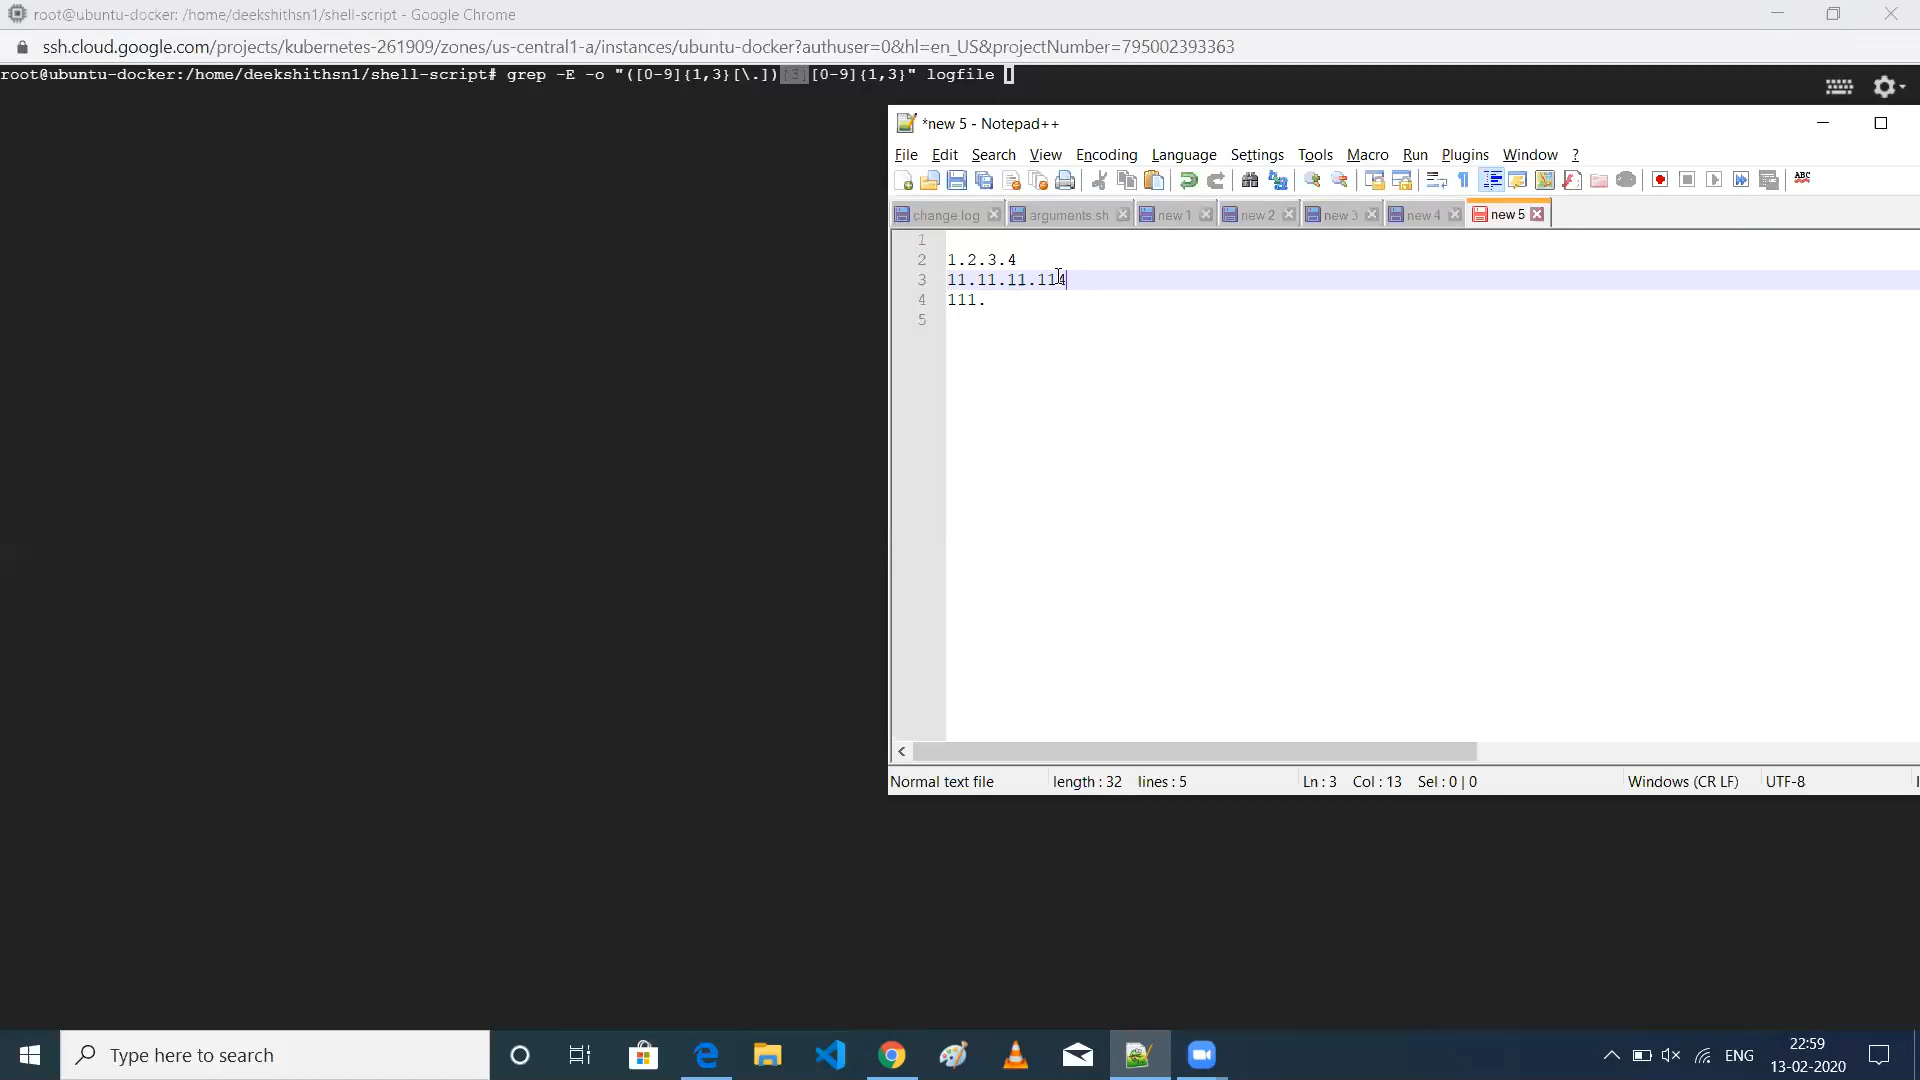 root@ubuntu-docker: /home/deekshithsn1/shell-script - Google Chrome
ssh.cloud.google.com/projects/kubernetes-261909/zones/us-central1-a/instances/ubuntu-docker?authuser=0&hl=en_US&projectNumber=795002393363
root@ubuntu-docker:/home/deekshithsn1/shell-script# grep -E -o "([0-9]{1,3}[\.]){3}[0-9]{1,3}" logfile
*new 5 - Notepad++
File Edit Search View Encoding Language Settings Tools Macro Run Plugins Window ?
ABC
change.log arguments.sh new 1 new 2 new 3 new 4 new 5
1
2 1.2.3.4
3 11.11.11.114
4 111.
5
Normal text file length : 32 lines : 5 Ln : 3 Col : 13 Sel : 0 | 0 Windows (CR LF) UTF-8 I
Type here to search
ENG
22:59
13-02-2020